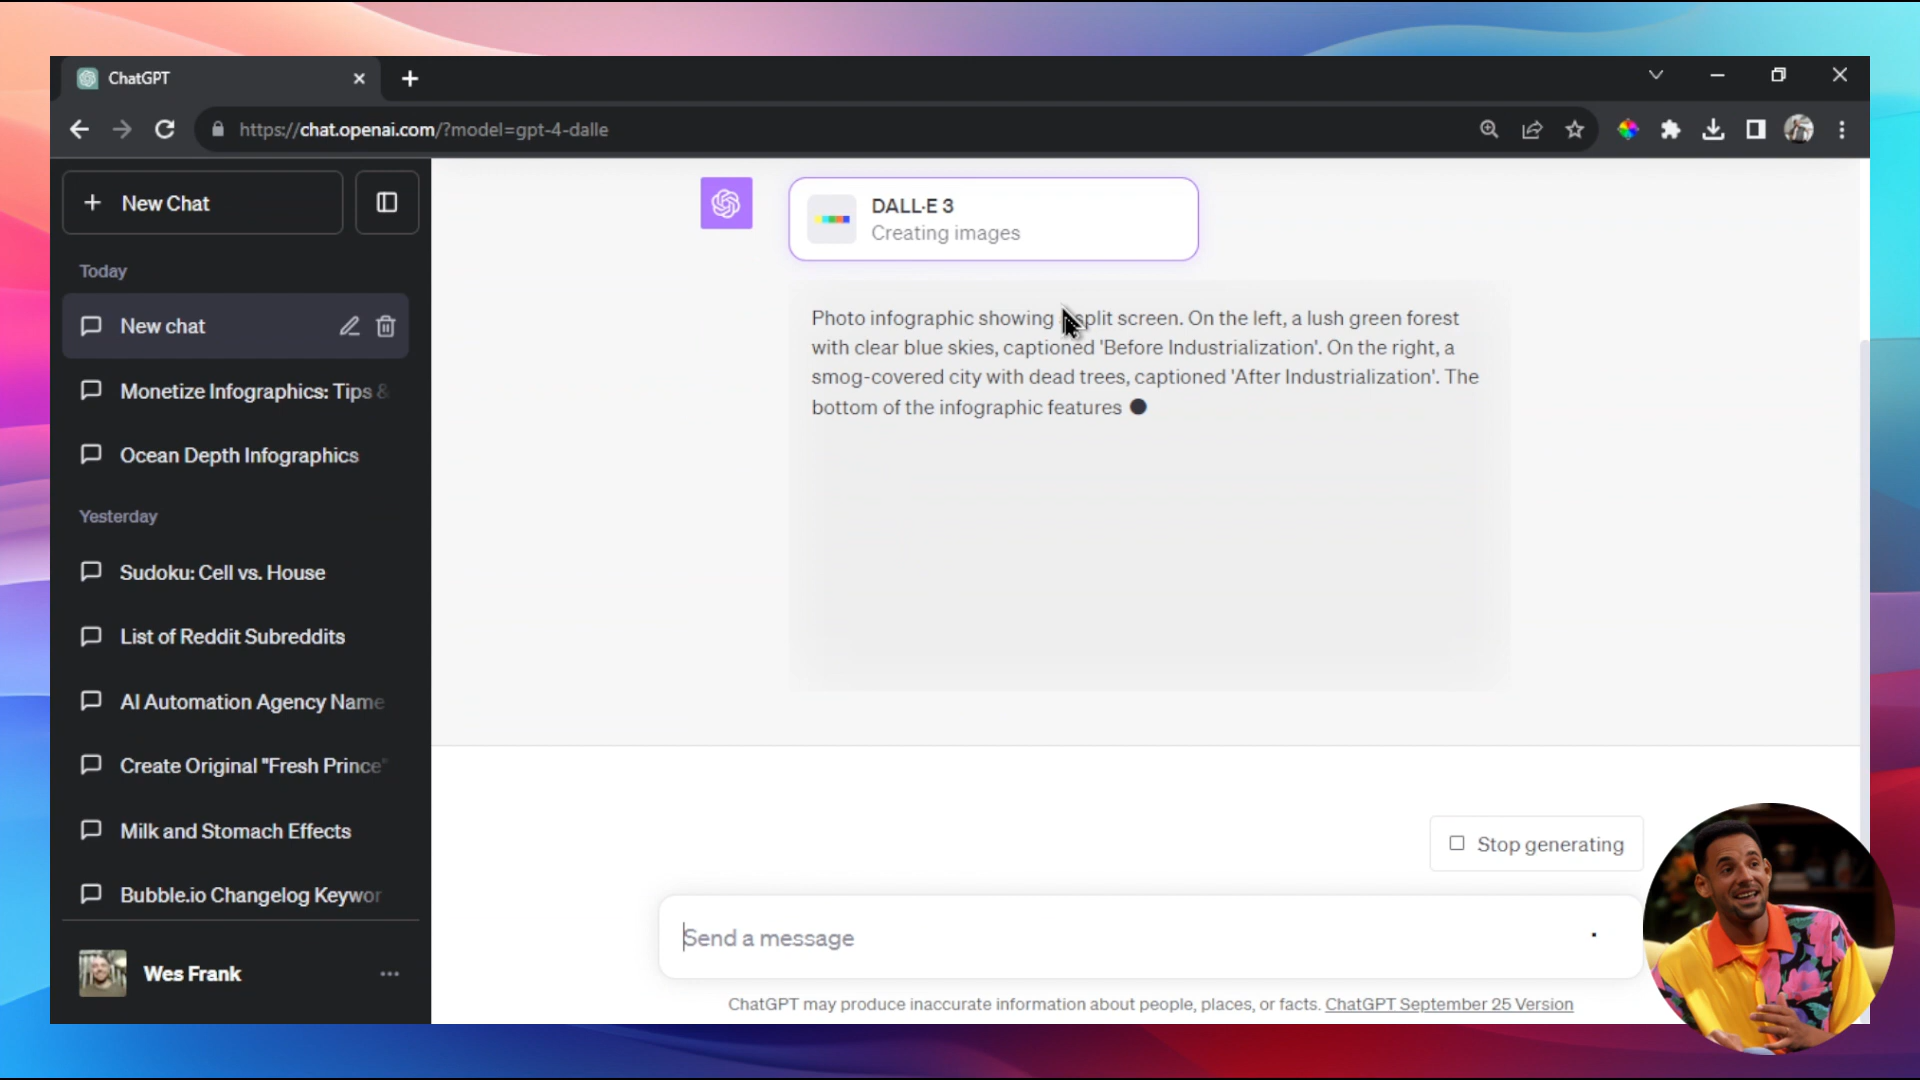 ChatGPT
https://chat.openai.com/?model=gpt-4-dalle
New Chat
Today
New chat
Monetize Infographics: Tips &
Ocean Depth Infographics
Yesterday
Sudoku: Cell vs. House
List of Reddit Subreddits
AI Automation Agency Name
Create Original "Fresh Prince"
Milk and Stomach Effects
Bubble.io Changelog Keywor
Wes Frank
DALL·E 3
Creating images
Photo infographic showing split screen. On the left, a lush green forest
with clear blue skies, captioned 'Before Industrialization'. On the right, a
smog-covered city with dead trees, captioned 'After Industrialization'. The
bottom of the infographic features
Stop generating
Send a message
ChatGPT may produce inaccurate information about people, places, or facts. ChatGPT September 25 Version